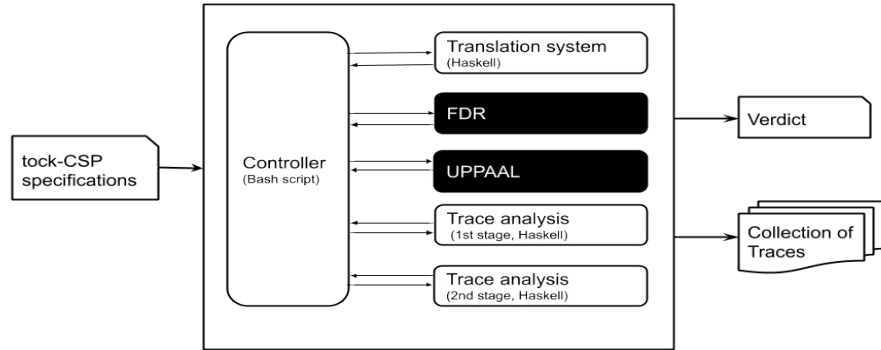 tock-CSP
specifications
Controller
(Bash script)
Translation system
(Haskell)
FDR
UPPAAL
Trace analysis
(1st stage, Haskell)
Trace analysis
(2nd stage, Haskell)
Verdict
Collection of
Traces